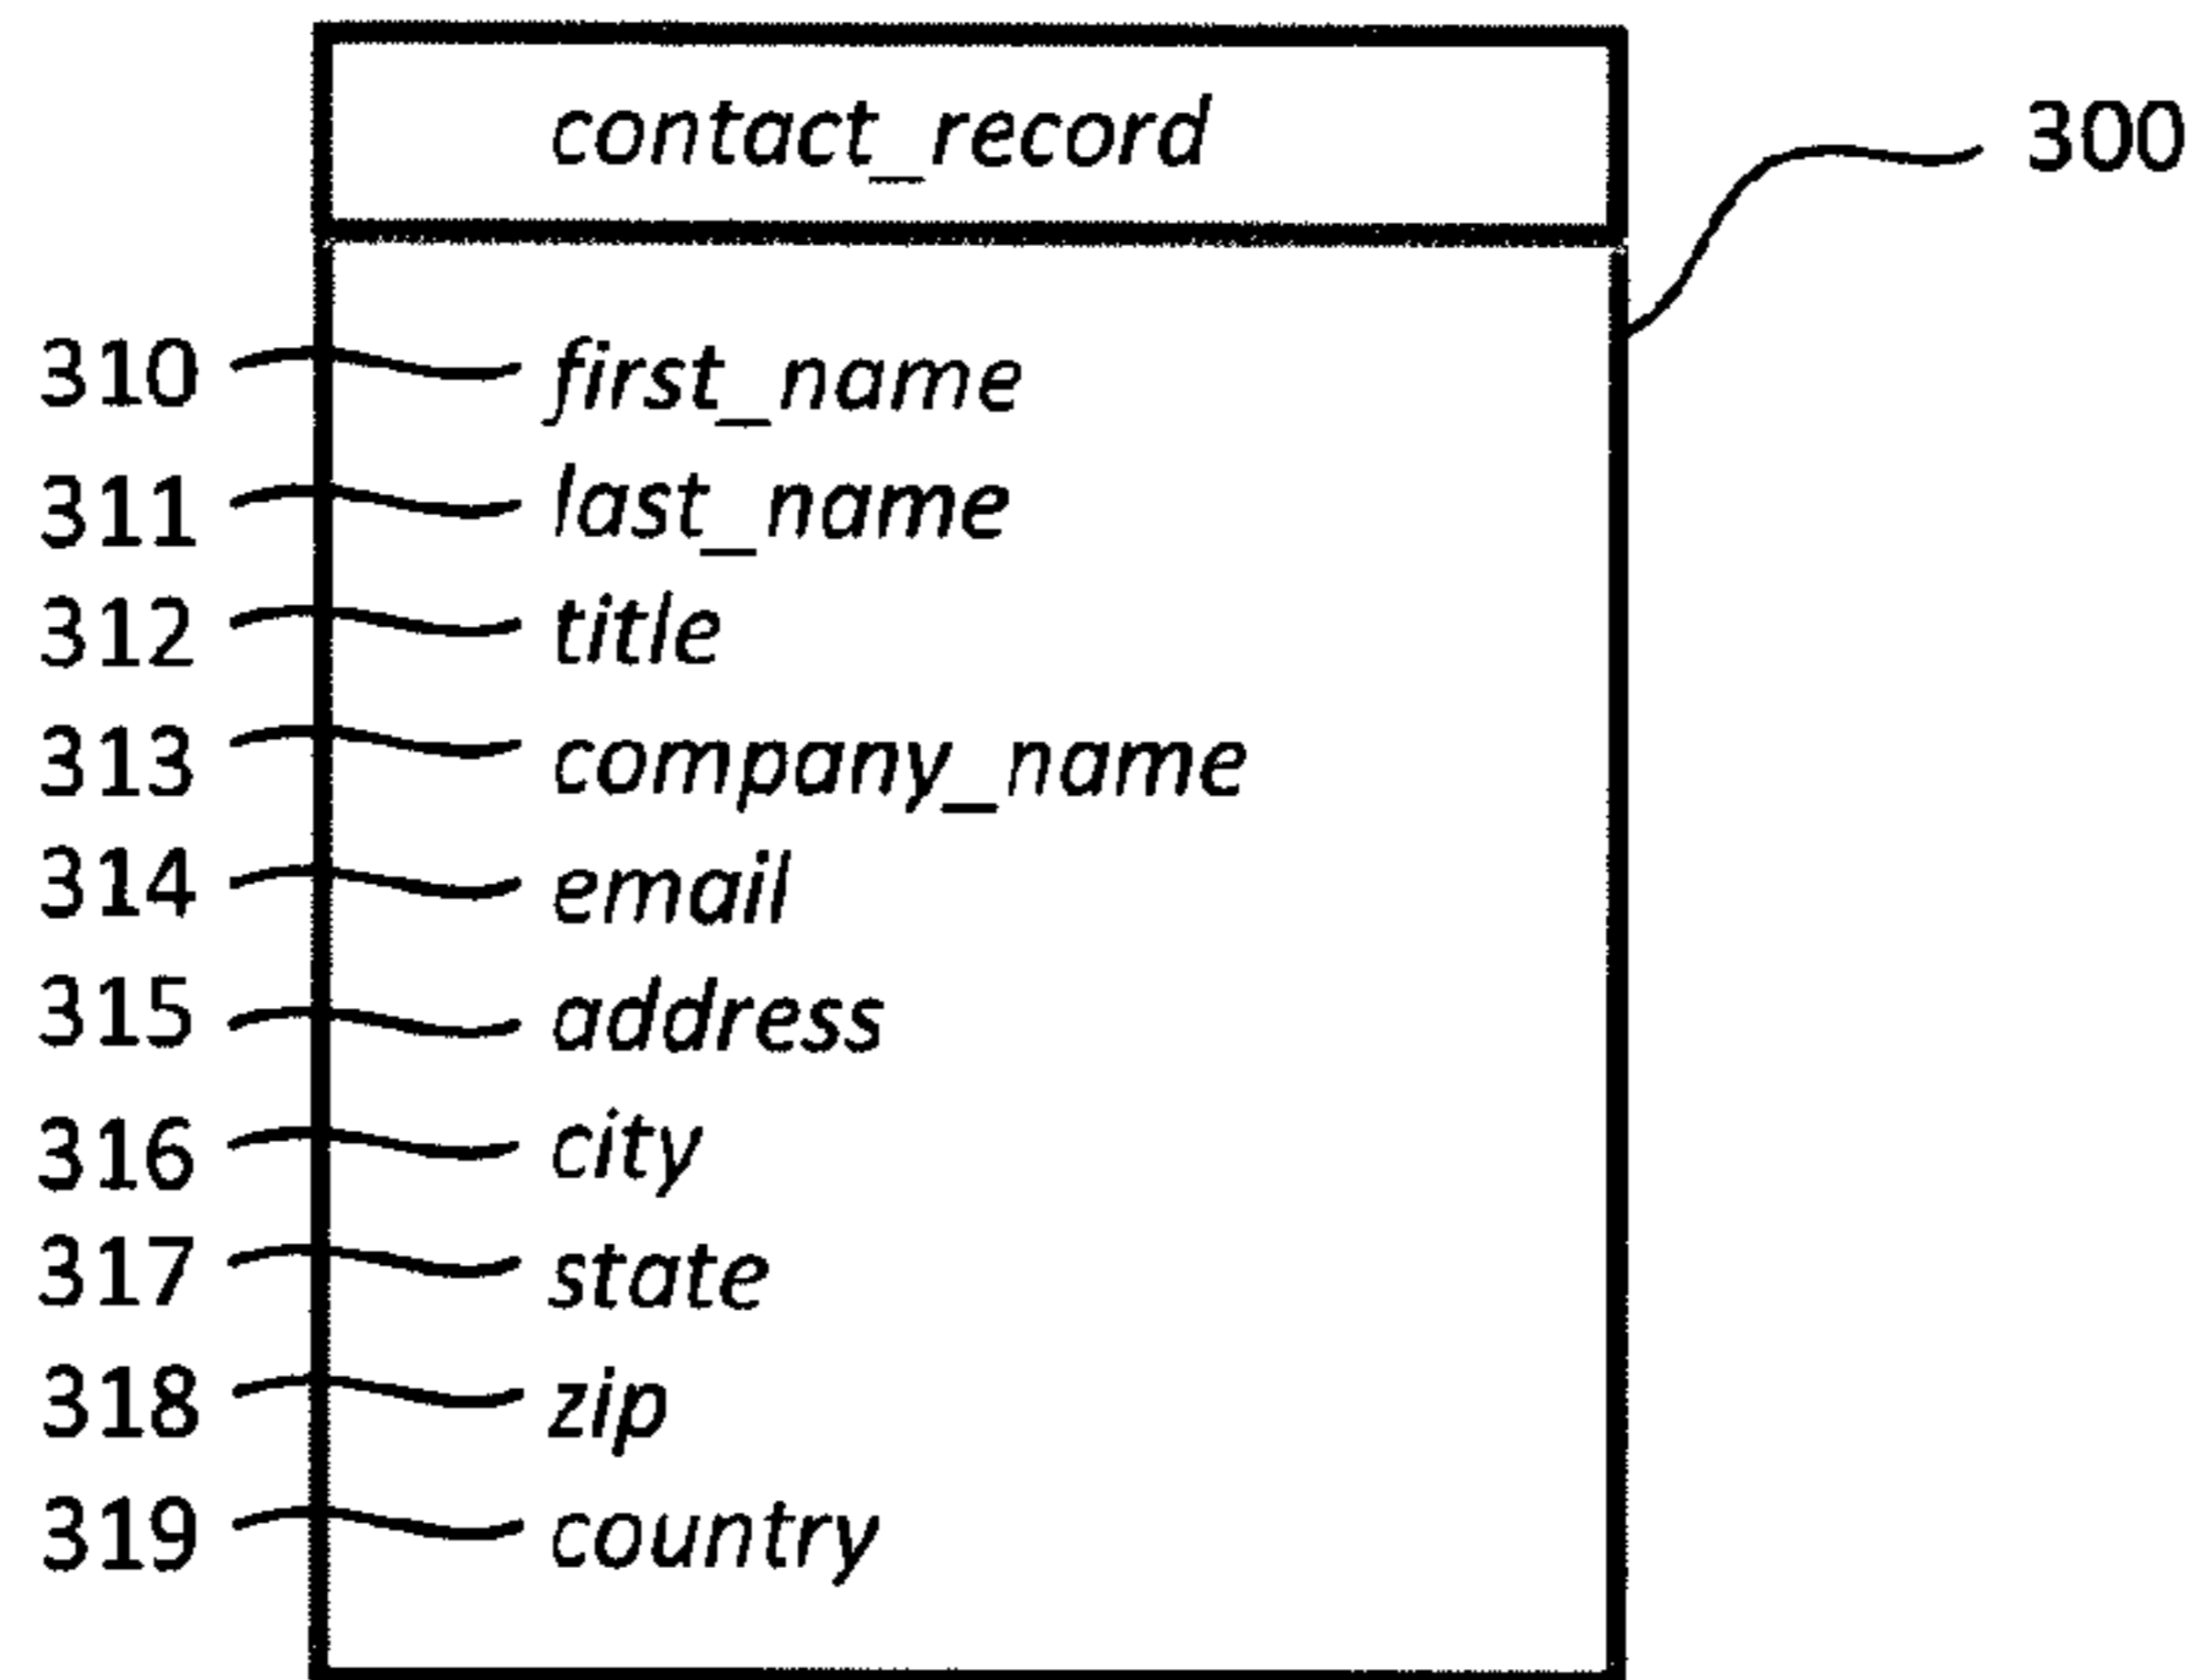 contact_record 300
310 first_name
311 last_name
312 title
313 company_name
314 email
315 address
316 city
317 state
318 zip
319 country